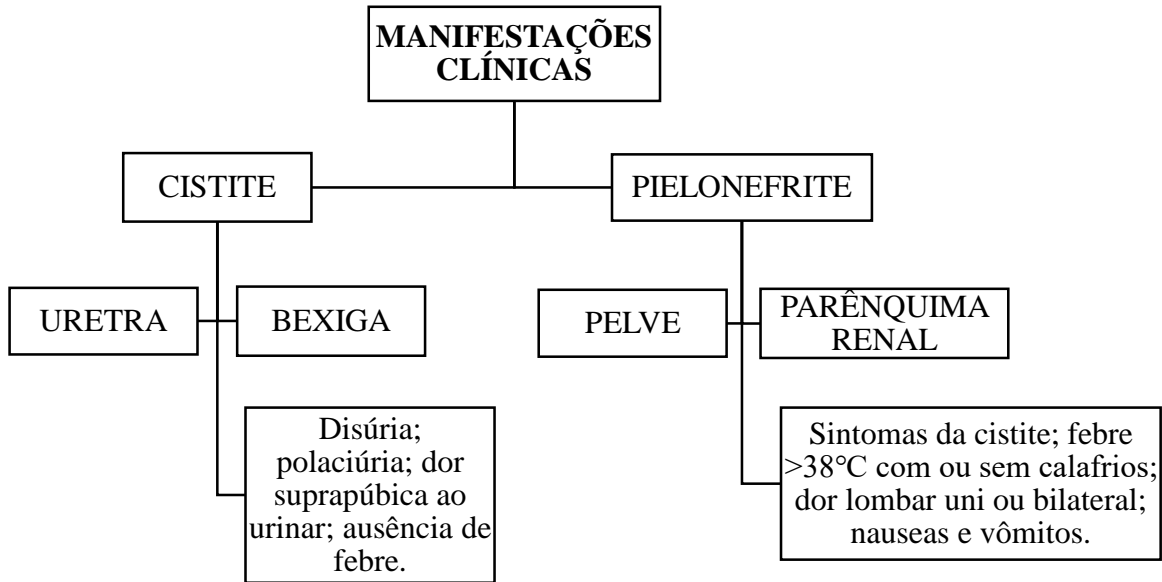 MANIFESTAÇÕES
CLÍNICAS
CISTITE
PIELONEFRITE
URETRA
BEXIGA
PELVE
PARÊNQUIMA
RENAL
Disúria;
polaciúria; dor
suprapúbica ao
urinar; ausência de
febre.
Sintomas da cistite; febre
>38°C com ou sem calafrios;
dor lombar uni ou bilateral;
nauseas e vômitos.